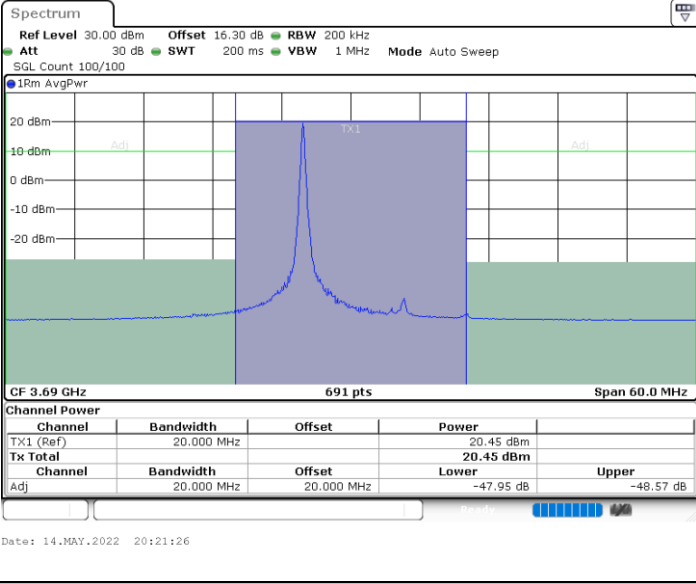 Spectrum
Ref Level 30.00 dBm Offset 16.30 dB RBW 200 kHz
Att 30 dB SWT 200 ms VBW 1 MHz Mode Auto Sweep
SGL Count 100/100
1Rm AvgPwr
20 dBm
TX1
Adj
Adj
10 dBm
0 dBm
-10 dBm
-20 dBm
CF 3.69 GHz 691 pts Span 60.0 MHz
Channel Power
Channel Bandwidth Offset Power
TX1 (Ref) 20.000 MHz 20.45 dBm
Tx Total 20.45 dBm
Channel Bandwidth Offset Lower Upper
Adj 20.000 MHz 20.000 MHz -47.95 dB -48.57 dB
Ready
Date: 14.MAY.2022 20:21:26